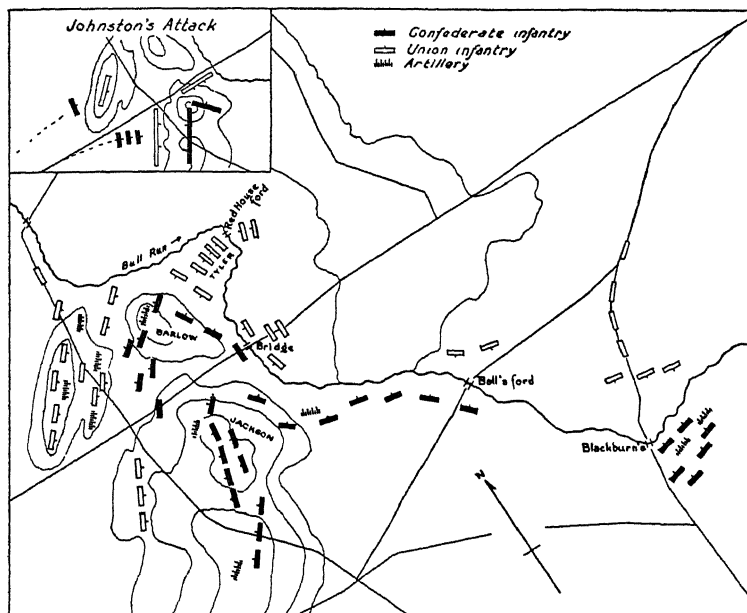 Johnston's Attack
Confederate infantry
Union infantry
Artillery
Red House
ford
Bull Run
TYLER
BARLOW
Bridge
JACKSON
Ball's ford
Blackburn's
N